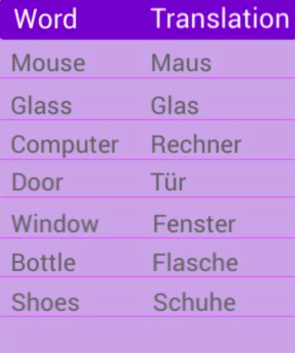 Word Translation
Mouse Maus
Glass Glas
Computer Rechner
Door Tür
Window Fenster
Bottle Flasche
Shoes Schuhe